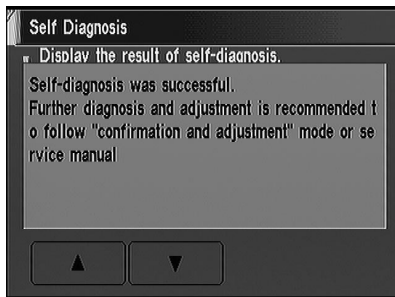 Self Diagnosis
Display the result of self-diagnosis.
Self-diagnosis was successful.
Further diagnosis and adjustment is recommended t
o follow "confirmation and adjustment" mode or se
rvice manual